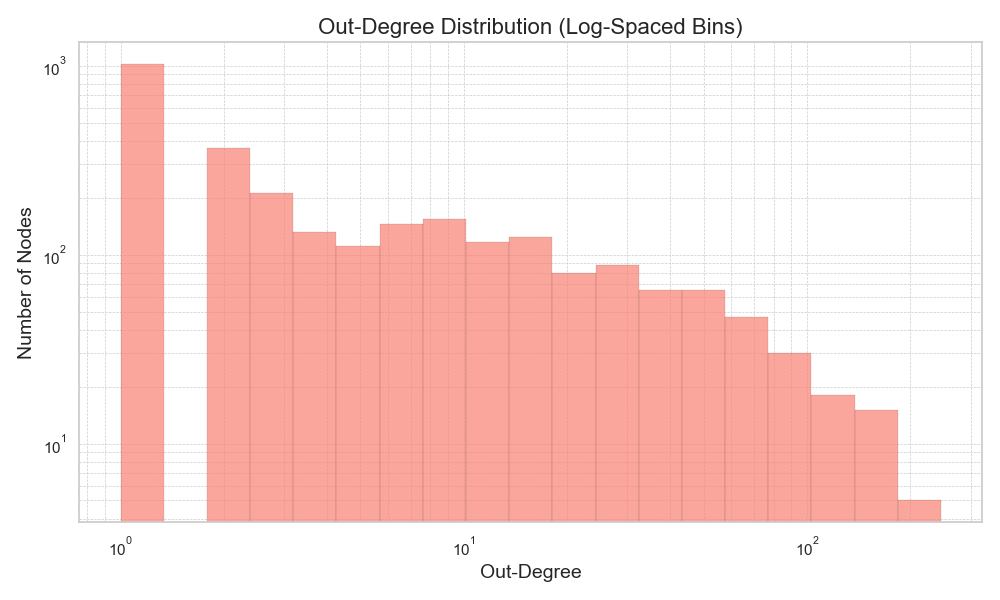 Out-Degree Distribution (Log-Spaced Bins)
Number of Nodes
10³
10²
10¹
10⁰ 10¹ 10²
Out-Degree